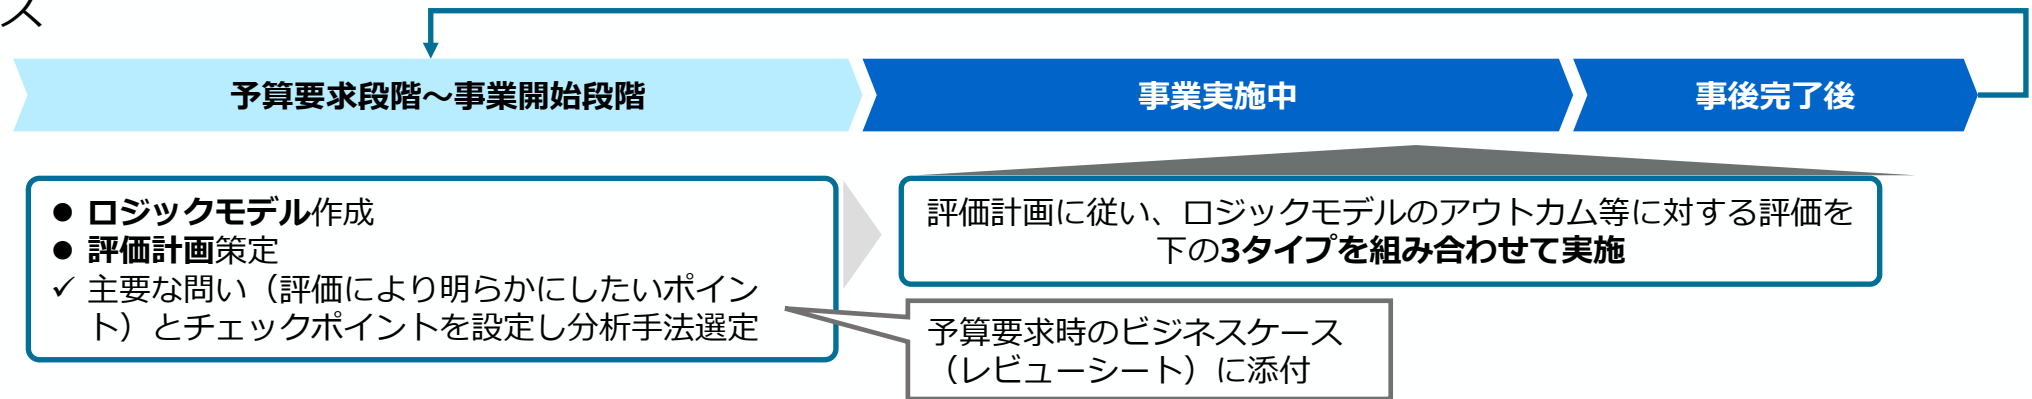 ス
予算要求段階～事業開始段階
事業実施中
事後完了後
● ロジックモデル作成
● 評価計画策定
✓ 主要な問い（評価により明らかにしたいポイン
ト）とチェックポイントを設定し分析手法選定
評価計画に従い、ロジックモデルのアウトカム等に対する評価を
下の3タイプを組み合わせて実施
予算要求時のビジネスケース
（レビューシート）に添付